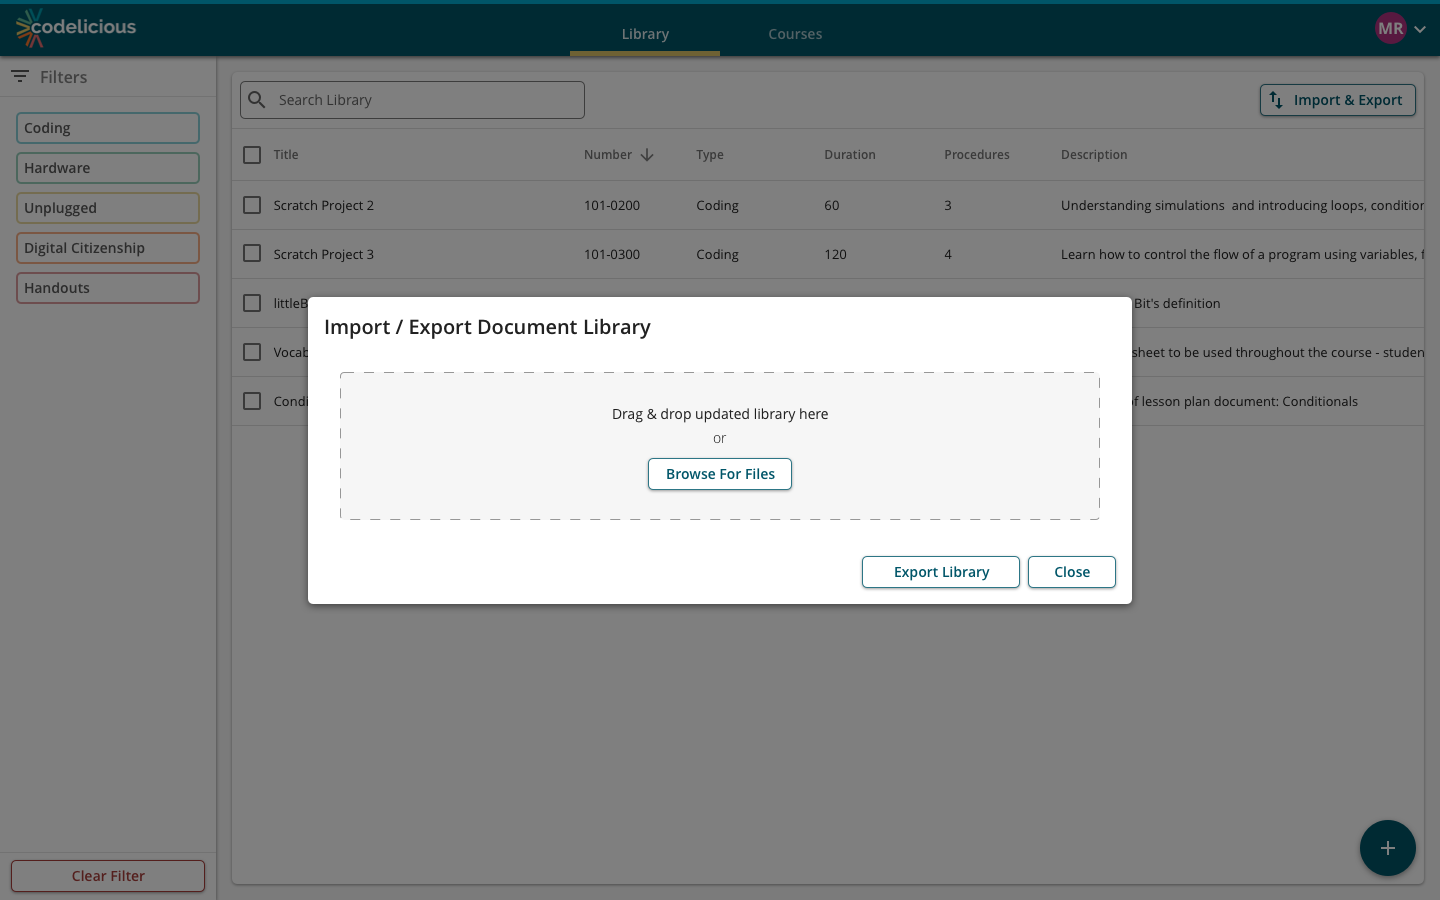 codelicious
Library
Courses
MR
Filters
Coding
Hardware
Unplugged
Digital Citizenship
Handouts
Clear Filter
Search Library
Import & Export
Title Number Type Duration Procedures Description
Scratch Project 2 101-0200 Coding 60 3 Understanding simulations and introducing loops, condition
Scratch Project 3 101-0300 Coding 120 4 Learn how to control the flow of a program using variables, f
littleB Bit's definition
Vocab sheet to be used throughout the course - studen
Condi f lesson plan document: Conditionals
Import / Export Document Library
Drag & drop updated library here
or
Browse For Files
Export Library
Close